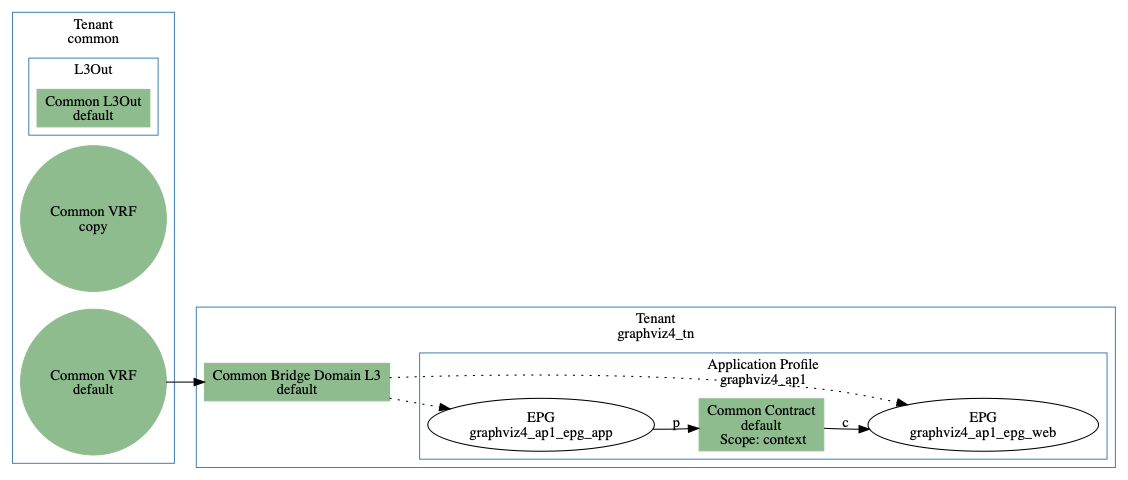 Tenant
common
L3Out
Common L3Out
default
Common VRF
copy
Common VRF
default
Tenant
graphviz4_tn
Common Bridge Domain L3
default
Application Profile
graphviz4_ap1
EPG
graphviz4_ap1_epg_app
p
Common Contract
default
Scope: context
c
EPG
graphviz4_ap1_epg_web